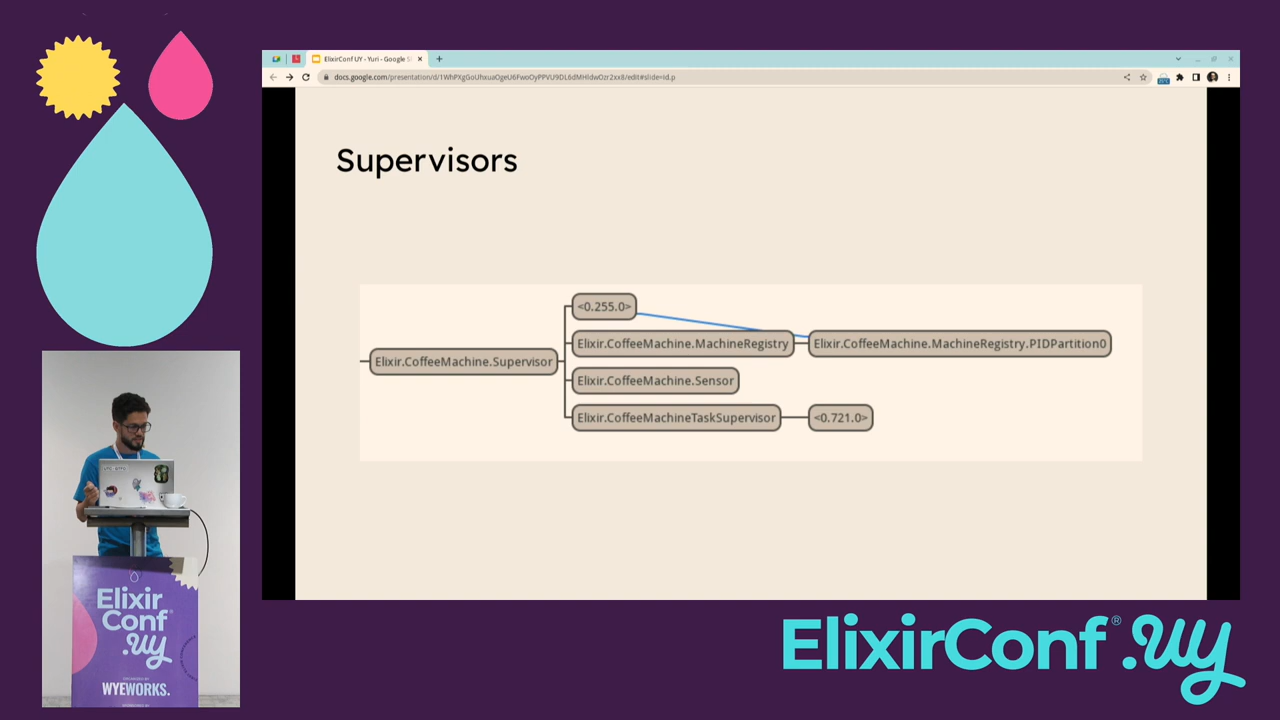 ElixirConf UY - Yuri - Google Sl
docs.google.com/presentation/d/1WhPXgGoUhxuaOgeU6FwoOyPPVU9DL6dMHldwOzr2xx8/edit#slide=id.p
Supervisors
<0.255.0>
Elixir.CoffeeMachine.MachineRegistry
Elixir.CoffeeMachine.MachineRegistry.PIDPartition0
Elixir.CoffeeMachine.Supervisor
Elixir.CoffeeMachine.Sensor
Elixir.CoffeeMachineTaskSupervisor
<0.721.0>
Elixir
Conf®
.uy
WYEWORKS.
ElixirConf®.uy